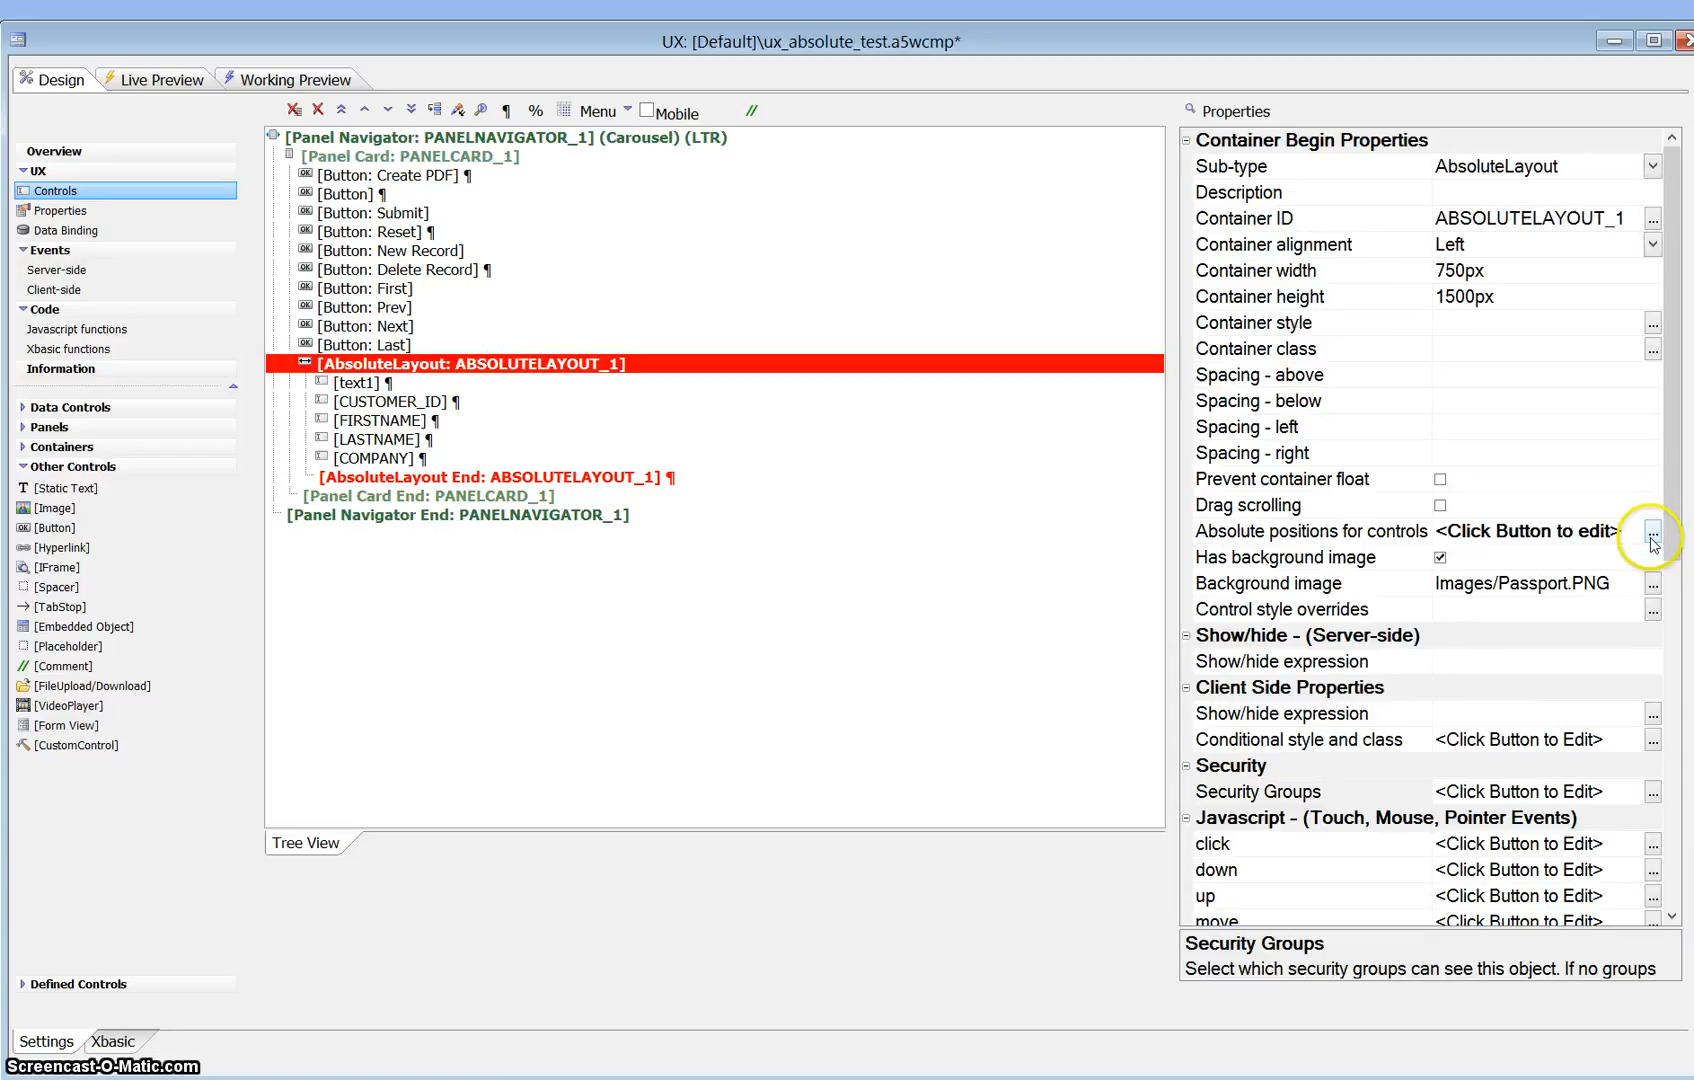 UX: [Default]\ux_absolute_test.a5wcmp*
Design
Live Preview
Working Preview
Menu
Mobile
Overview
UX
Controls
Properties
Data Binding
Events
Server-side
Client-side
Code
Javascript functions
Xbasic functions
Information
Data Controls
Panels
Containers
Other Controls
[Static Text]
[Image]
[Button]
[Hyperlink]
[IFrame]
[Spacer]
[TabStop]
[Embedded Object]
[Placeholder]
[Comment]
[FileUpload/Download]
[VideoPlayer]
[Form View]
[CustomControl]
Defined Controls
Settings
Xbasic
[Panel Navigator: PANELNAVIGATOR_1] (Carousel) (LTR)
[Panel Card: PANELCARD_1]
[Button: Create PDF] ¶
[Button] ¶
[Button: Submit]
[Button: Reset] ¶
[Button: New Record]
[Button: Delete Record] ¶
[Button: First]
[Button: Prev]
[Button: Next]
[Button: Last]
[AbsoluteLayout: ABSOLUTELAYOUT_1]
[text1] ¶
[CUSTOMER_ID] ¶
[FIRSTNAME] ¶
[LASTNAME] ¶
[COMPANY] ¶
[AbsoluteLayout End: ABSOLUTELAYOUT_1] ¶
[Panel Card End: PANELCARD_1]
[Panel Navigator End: PANELNAVIGATOR_1]
Tree View
Properties
Container Begin Properties
Sub-type AbsoluteLayout
Description
Container ID ABSOLUTELAYOUT_1 ...
Container alignment Left
Container width 750px
Container height 1500px
Container style ...
Container class ...
Spacing - above
Spacing - below
Spacing - left
Spacing - right
Prevent container float
Drag scrolling
Absolute positions for controls <Click Button to edit> ...
Has background image
Background image Images/Passport.PNG ...
Control style overrides ...
Show/hide - (Server-side)
Show/hide expression
Client Side Properties
Show/hide expression ...
Conditional style and class <Click Button to Edit> ...
Security
Security Groups <Click Button to Edit> ...
Javascript - (Touch, Mouse, Pointer Events)
click <Click Button to Edit> ...
down <Click Button to Edit> ...
up <Click Button to Edit> ...
move <Click Button to Edit> ...
Security Groups
Select which security groups can see this object. If no groups
Screencast-O-Matic.com